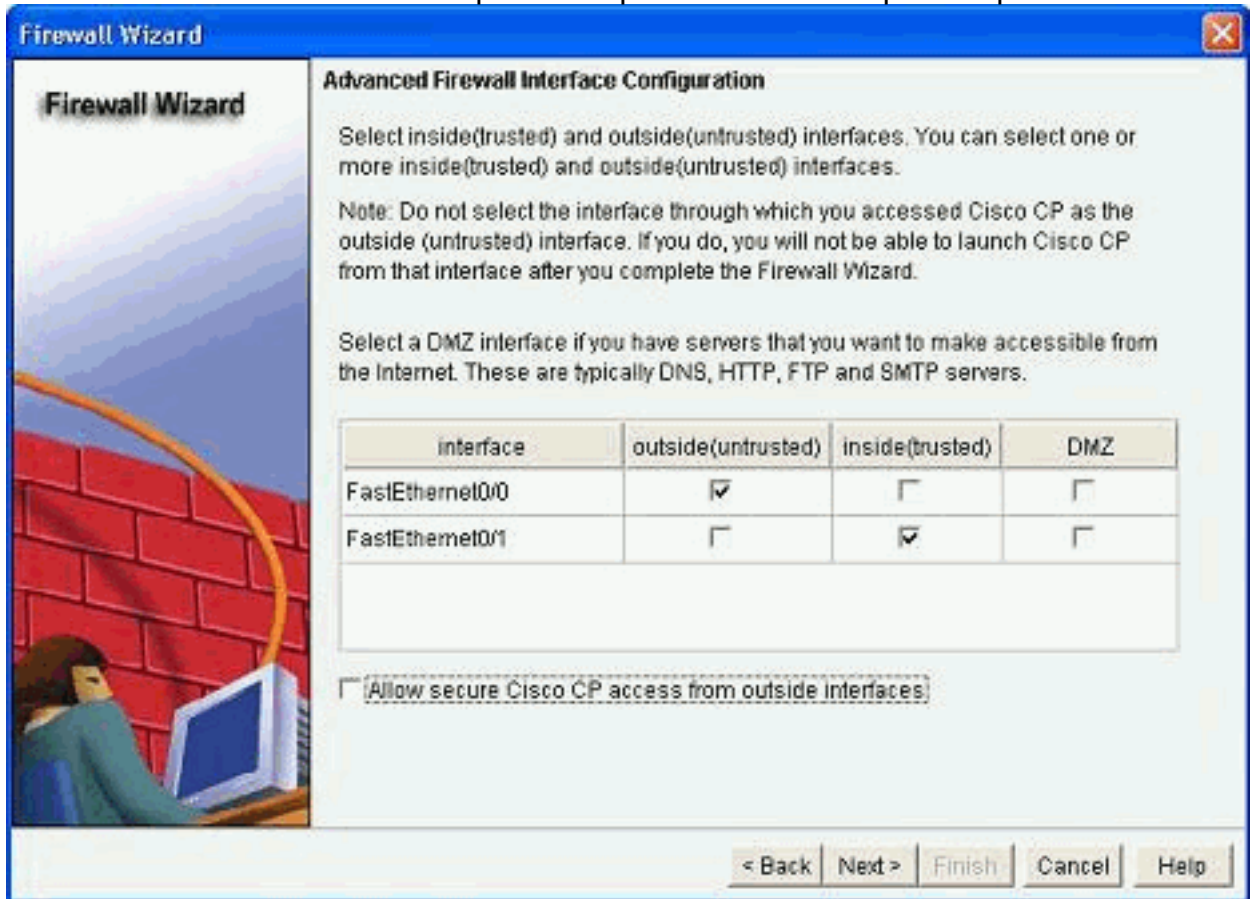 Firewall Wizard
Firewall Wizard
Advanced Firewall Interface Configuration
Select inside(trusted) and outside(untrusted) interfaces. You can select one or
more inside(trusted) and outside(untrusted) interfaces.
Note: Do not select the interface through which you accessed Cisco CP as the
outside (untrusted) interface. If you do, you will not be able to launch Cisco CP
from that interface after you complete the Firewall Wizard.
Select a DMZ interface if you have servers that you want to make accessible from
the Internet. These are typically DNS, HTTP, FTP and SMTP servers.
interface outside(untrusted) inside(trusted) DMZ
FastEthernet0/0
FastEthernet0/1
Allow secure Cisco CP access from outside interfaces
< Back Next > Finish Cancel Help